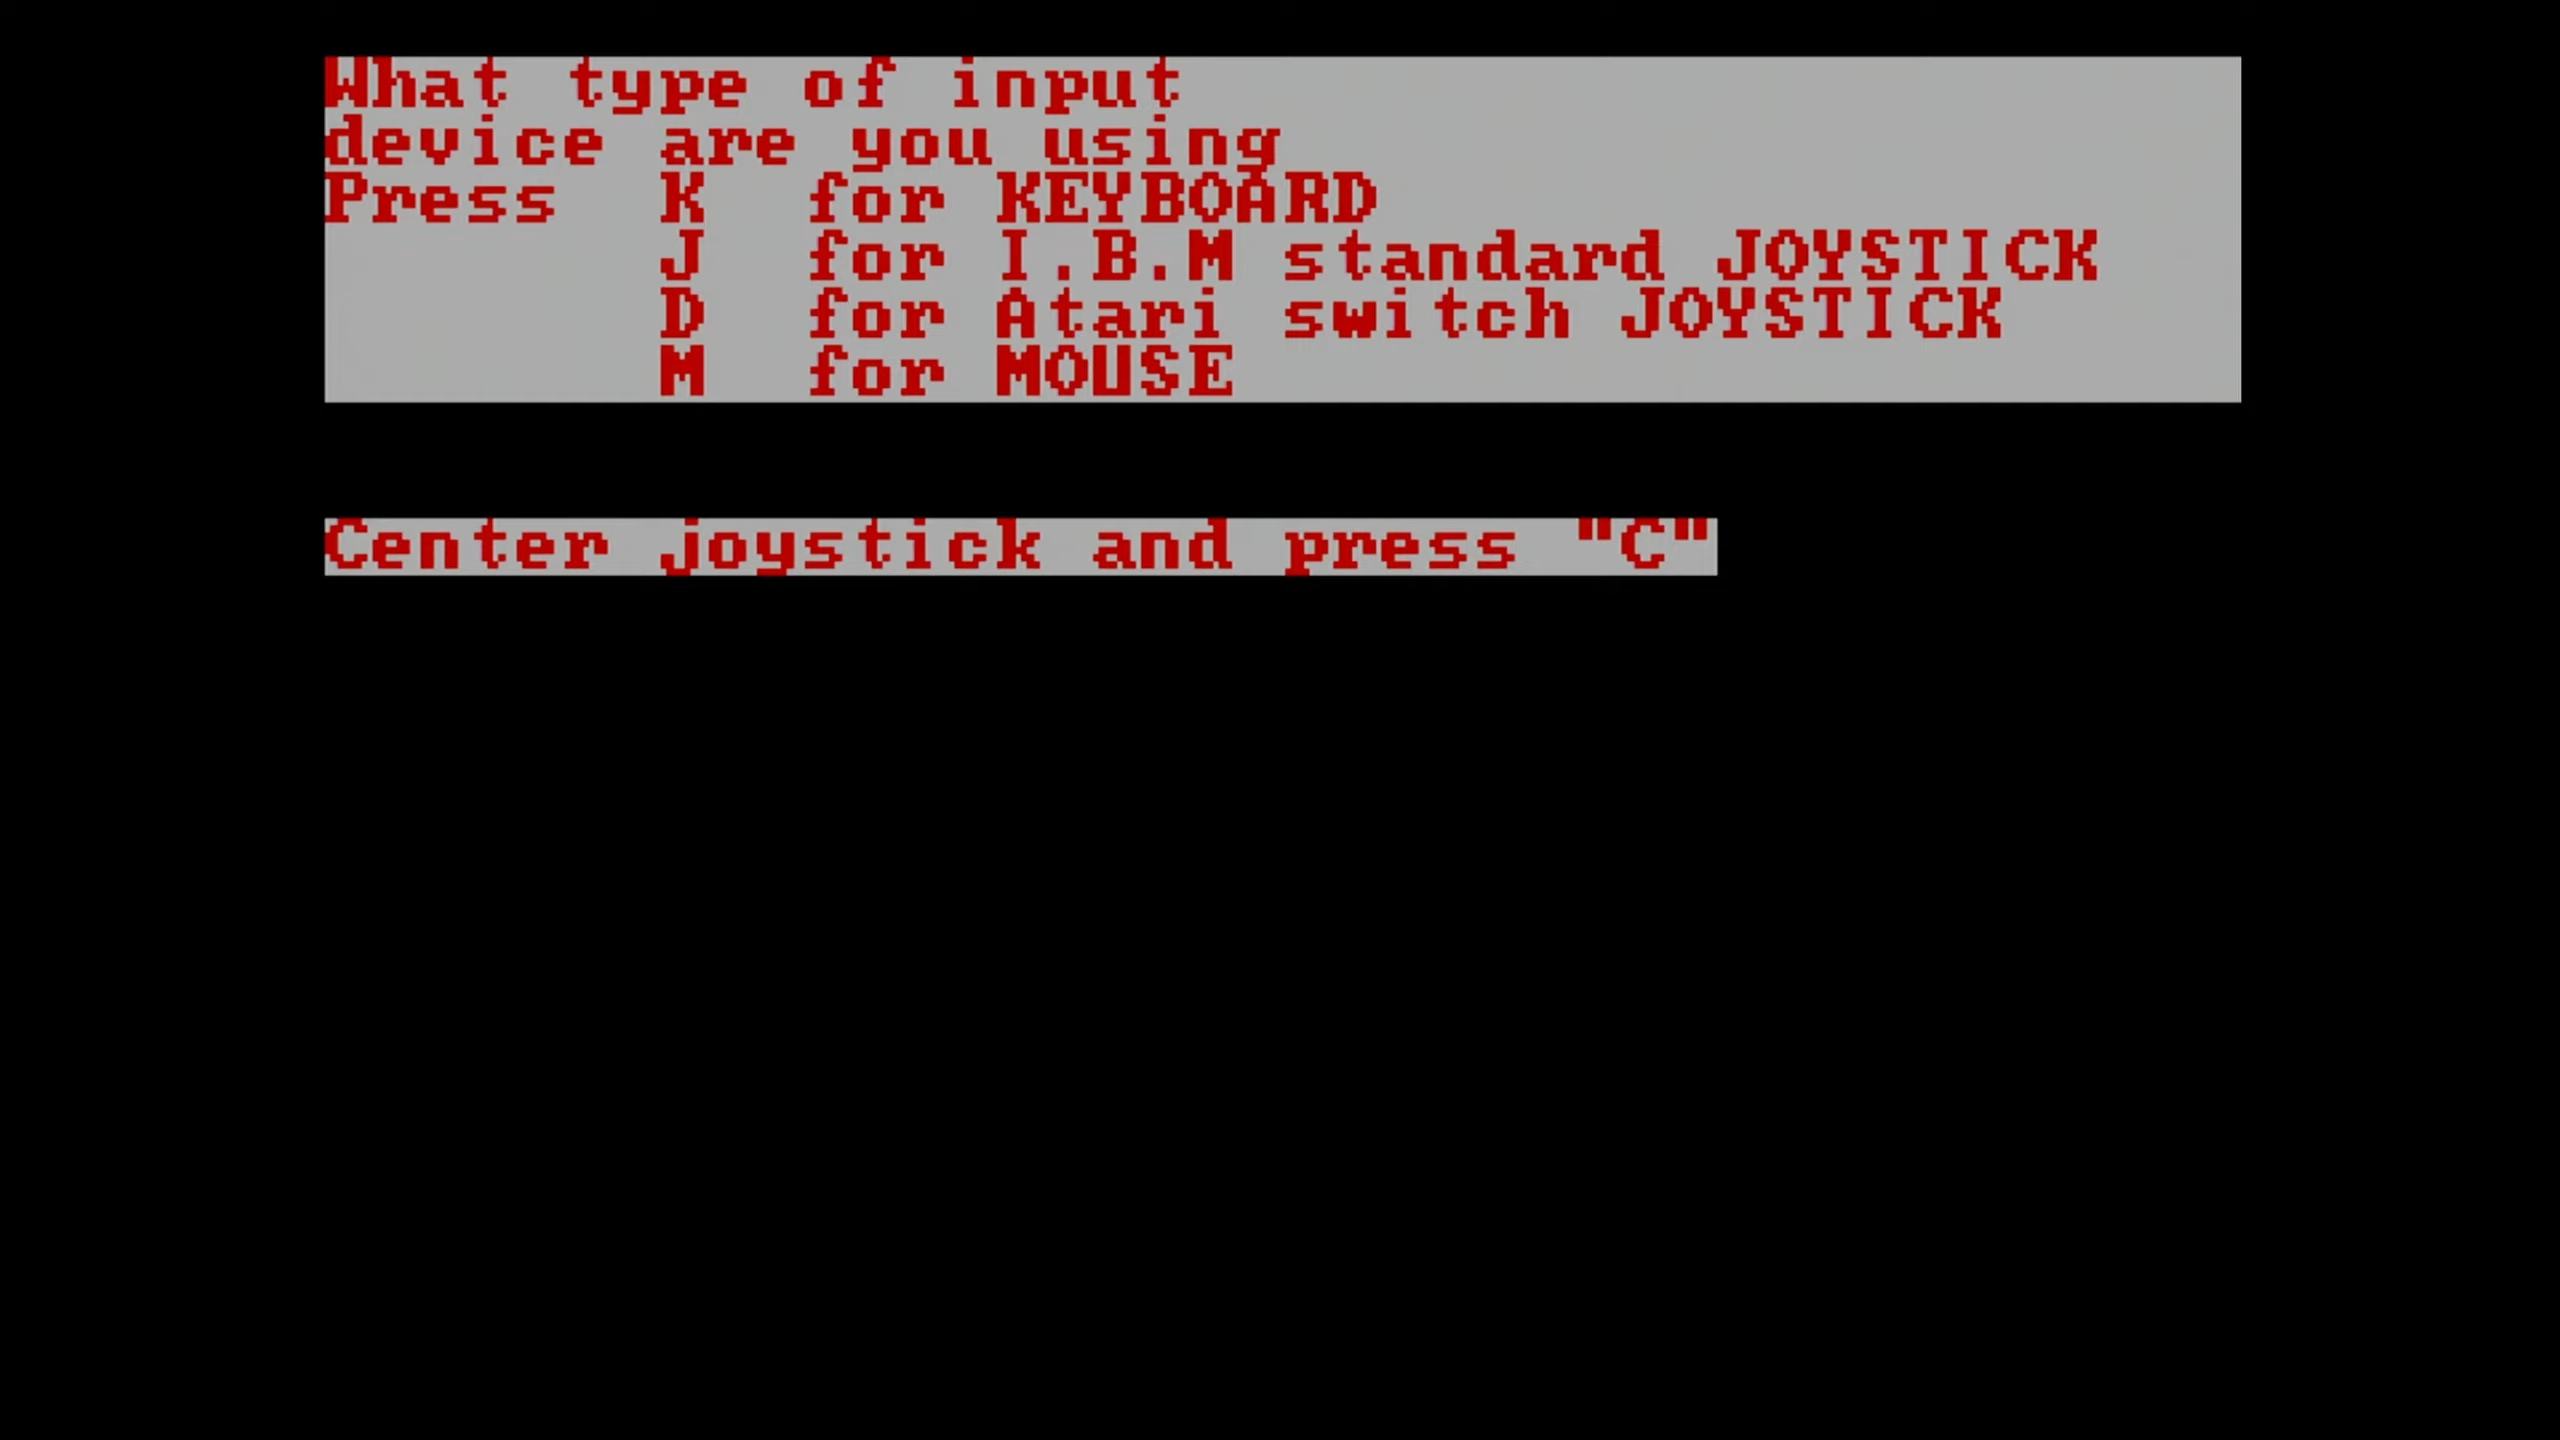 What type of input
device are you using
Press  K  for KEYBOARD
J  for I.B.M standard JOYSTICK
D  for Atari switch JOYSTICK
M  for MOUSE
Center joystick and press "C"